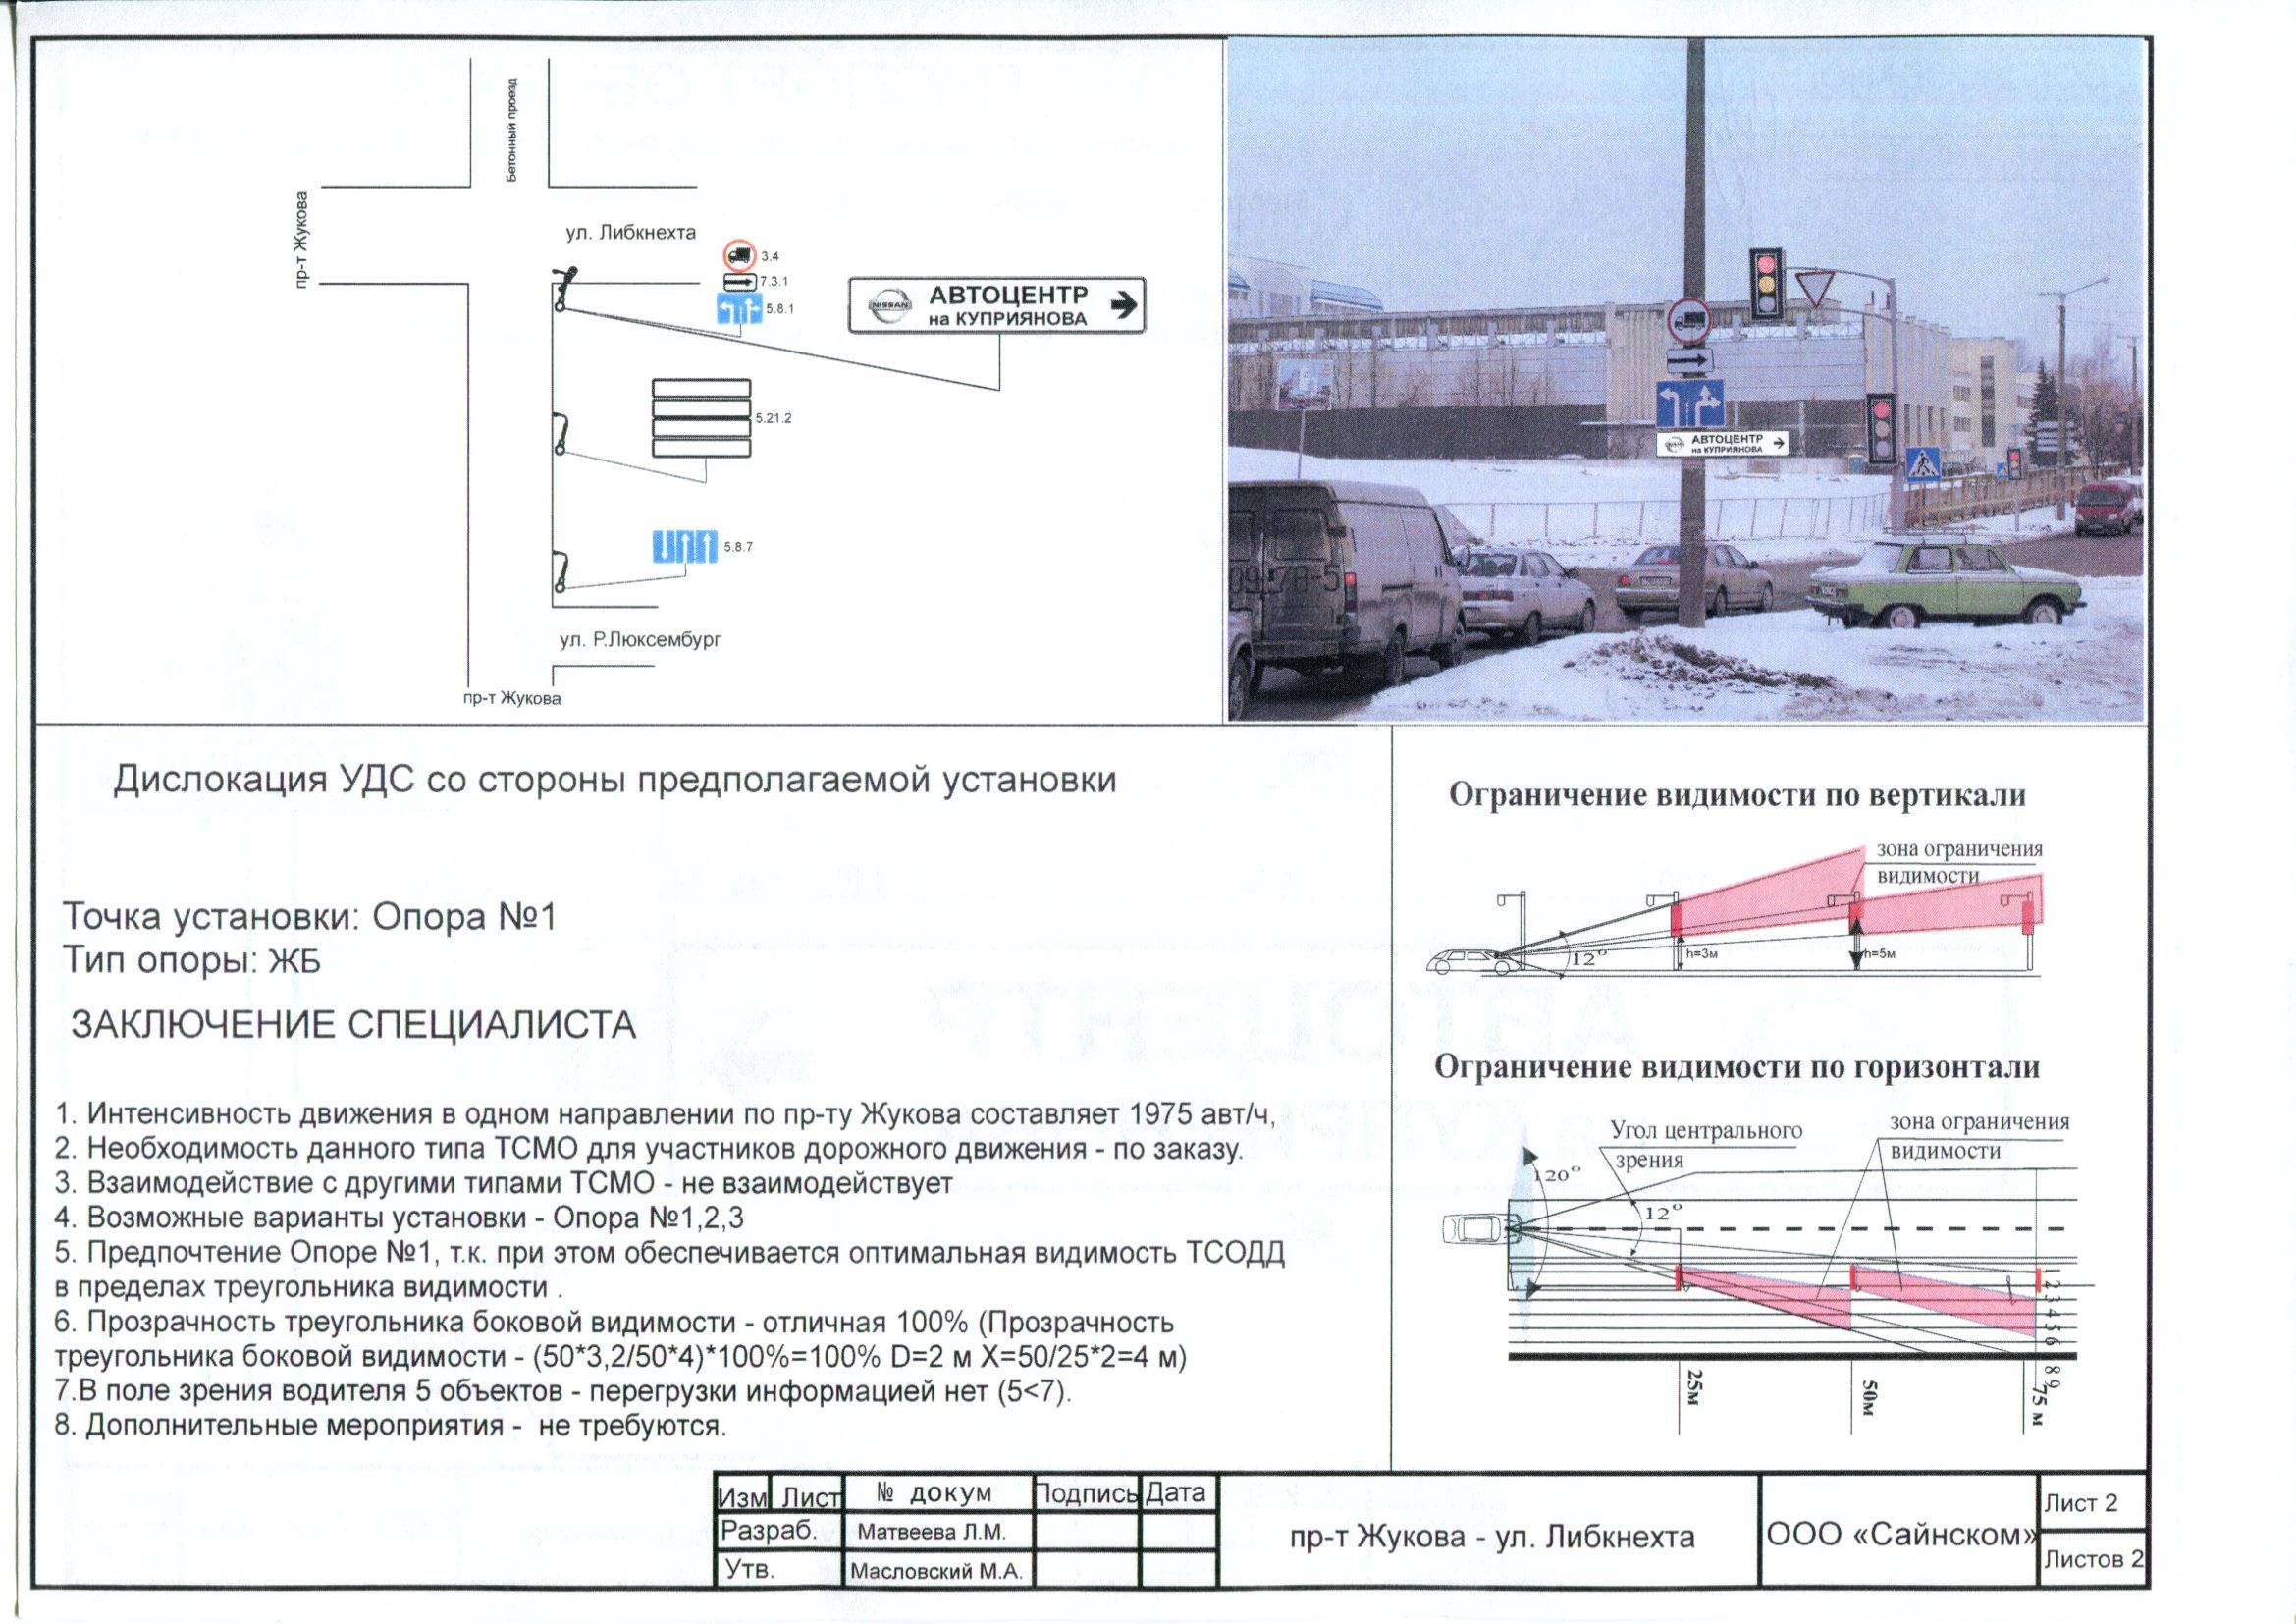 Бетонный проезд
пр-т Жукова
ул. Либкнехта
3.4
7.3.1
5.8.1
NISSAN
АВТОЦЕНТР
на КУПРИЯНОВА
5.21.2
5.8.7
ул. Р.Люксембург
пр-т Жукова
АВТОЦЕНТР
на КУПРИЯНОВА
09-78-5
Дислокация УДС со стороны предполагаемой установки
Точка установки: Опора №1
Тип опоры: ЖБ
ЗАКЛЮЧЕНИЕ СПЕЦИАЛИСТА
1. Интенсивность движения в одном направлении по пр-ту Жукова составляет 1975 авт/ч,
2. Необходимость данного типа ТСМО для участников дорожного движения - по заказу.
3. Взаимодействие с другими типами ТСМО - не взаимодействует
4. Возможные варианты установки - Опора №1,2,3
5. Предпочтение Опоре №1, т.к. при этом обеспечивается оптимальная видимость ТСОДД
в пределах треугольника видимости .
6. Прозрачность треугольника боковой видимости - отличная 100% (Прозрачность
треугольника боковой видимости - (50*3,2/50*4)*100%=100% D=2 м X=50/25*2=4 м)
7.В поле зрения водителя 5 объектов - перегрузки информацией нет (5<7).
8. Дополнительные мероприятия - не требуются.
Ограничение видимости по вертикали
зона ограничения
видимости
12°
h=3м
h=5м
Ограничение видимости по горизонтали
Угол центрального
зрения
зона ограничения
видимости
120°
12°
1 2 3 4 5 6 8 9
25м
50м
75 м
Изм Лист № докум Подпись Дата
Разраб. Матвеева Л.М.
Утв. Масловский М.А.
пр-т Жукова - ул. Либкнехта
ООО «Сайнском»
Лист 2
Листов 2